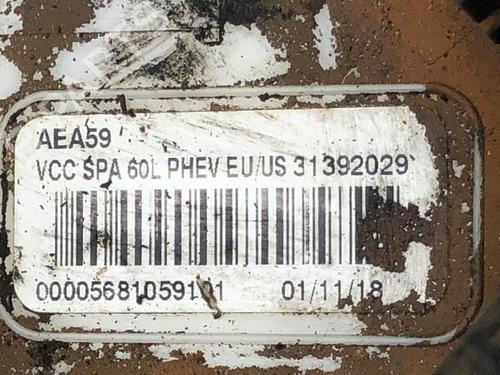 AEA59
VCC SPA 60L PHEV EU/US 31392029
01/11/18